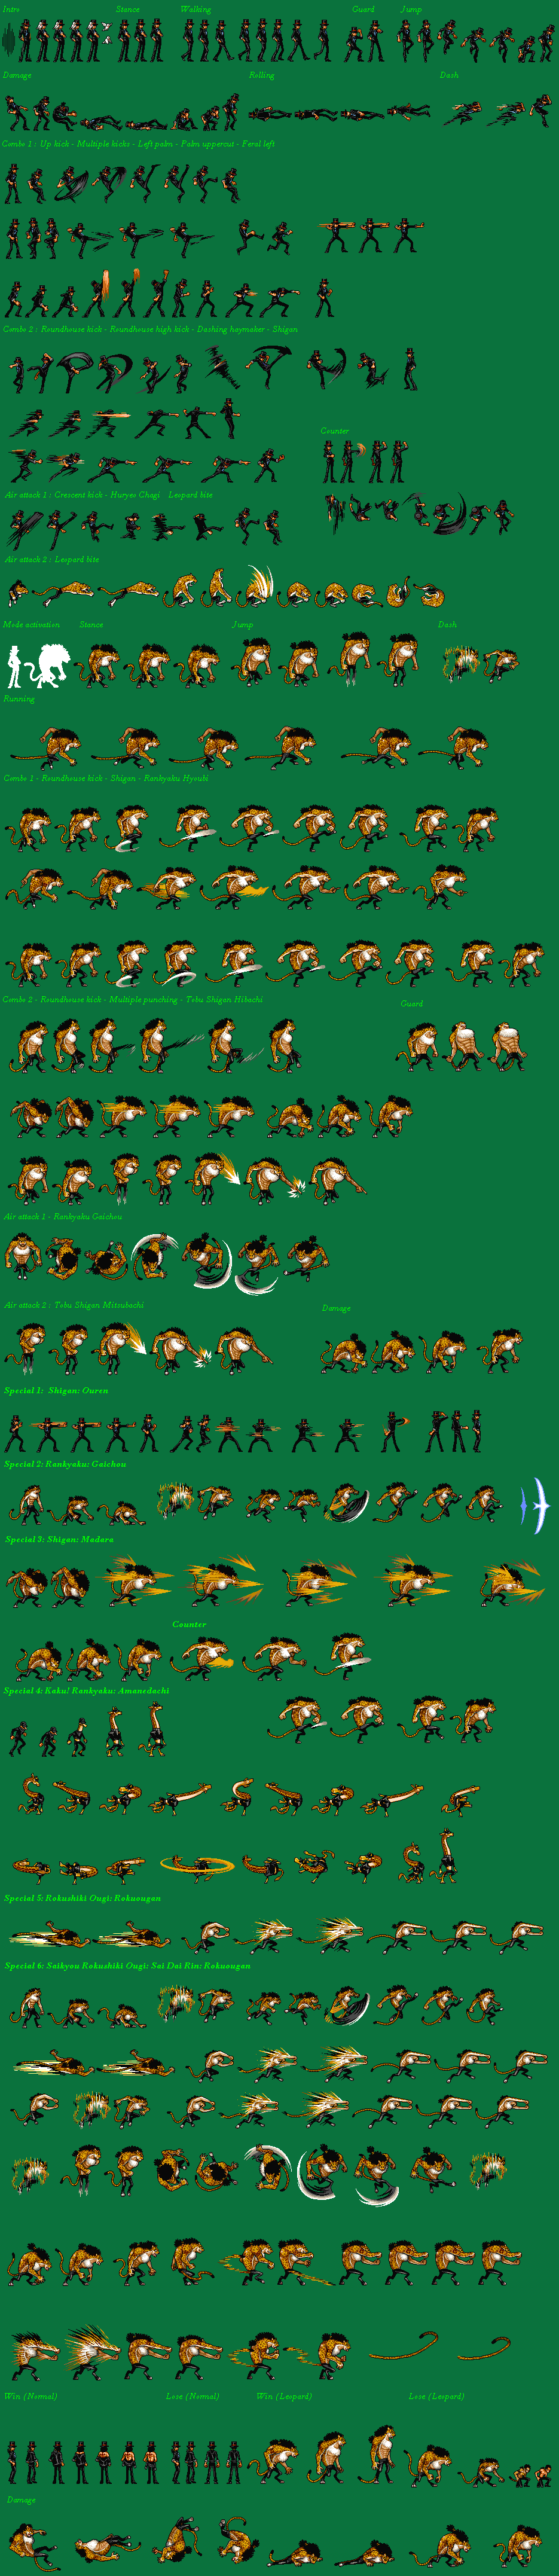 Intro Stance Walking Guard Jump
Damage Rolling Dash
Combo 1 : Up kick - Multiple kicks - Left palm - Palm uppercut - Feral left
Combo 2 : Roundhouse kick - Roundhouse high kick - Dashing haymaker - Shigan
Counter
Air attack 1 : Crescent kick - Huryeo Chagi Leopard bite
Air attack 2 : Leopard bite
Mode activation Stance Jump Dash
Running
Combo 1 - Roundhouse kick - Shigan - Rankyaku Hyoubi
Combo 2 - Roundhouse kick - Multiple punching - Tobu Shigan Hibachi
Guard
Air attack 1 - Rankyaku Gaichou
Air attack 2 : Tobu Shigan Mitsubachi
Damage
Special 1: Shigan: Ouren
Special 2: Rankyaku: Gaichou
Special 3: Shigan: Madara
Counter
Special 4: Kaku! Rankyaku: Amanedachi
Special 5: Rokushiki Ougi: Rokuougan
Special 6: Saikyou Rokushiki Ougi: Sai Dai Rin: Rokuougan
Win (Normal) Lose (Normal) Win (Leopard) Lose (Leopard)
Damage